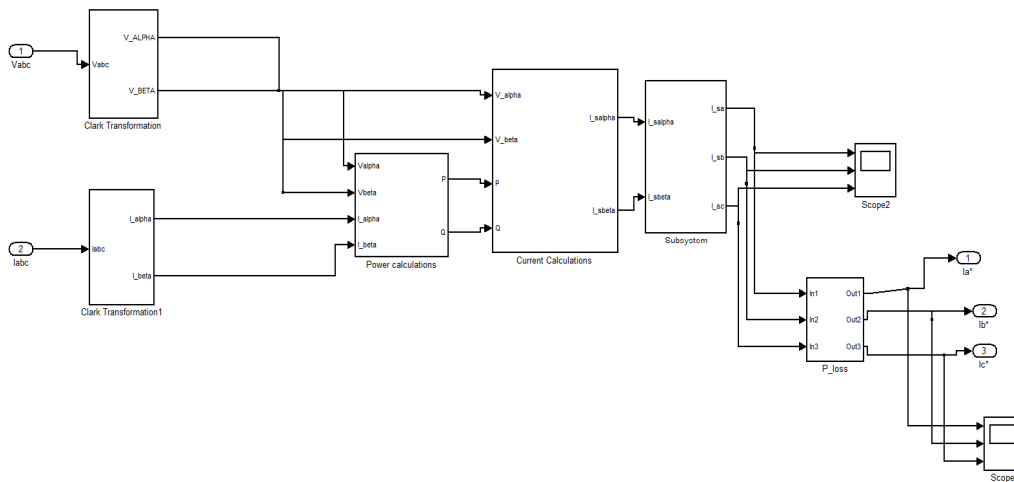 1
Vabc
Vabc
V_ALPHA
V_BETA
Clark Transformation
2
Iabc
Iabc
I_alpha
I_beta
Clark Transformation1
Valpha
Vbeta
I_alpha
I_beta
P
Q
Power calculations
V_alpha
V_beta
P
Q
I_salpha
I_sbeta
Current Calculations
I_salpha
I_sbeta
I_sa
I_sb
I_sc
Subsystem
Scope2
In1
In2
In3
Out1
Out2
Out3
P_loss
1
Ia*
2
Ib*
3
Ic*
Scope